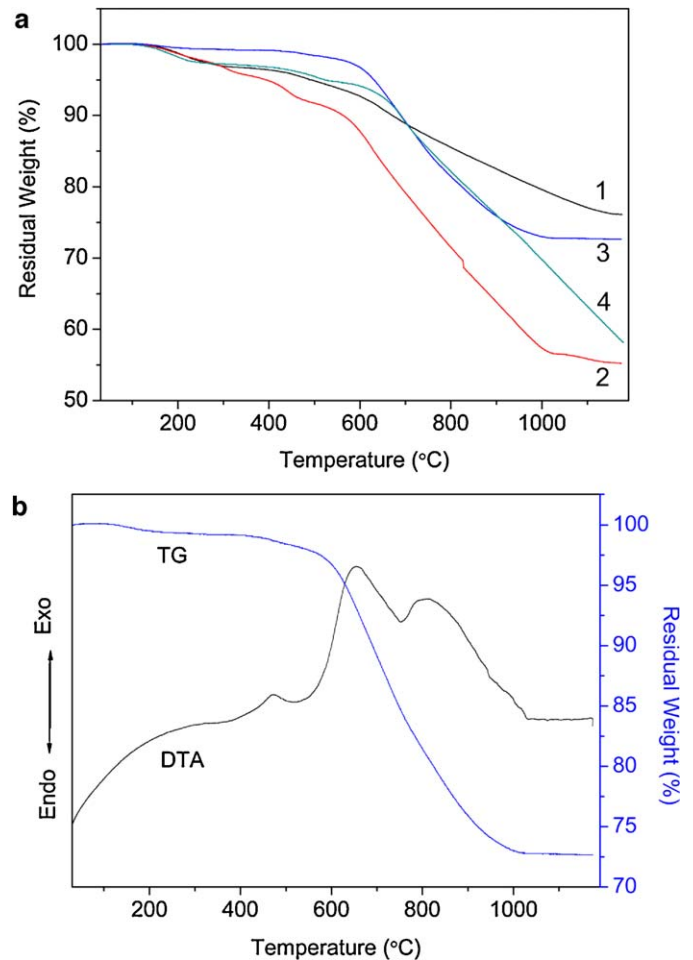 a
100
90
80
70
60
50
200 400 600 800 1000
Residual Weight (%)
Temperature (°C)
1
3
4
2
b
TG
DTA
Exo
Endo
100
95
90
85
80
75
70
Residual Weight (%)
200 400 600 800 1000
Temperature (°C)